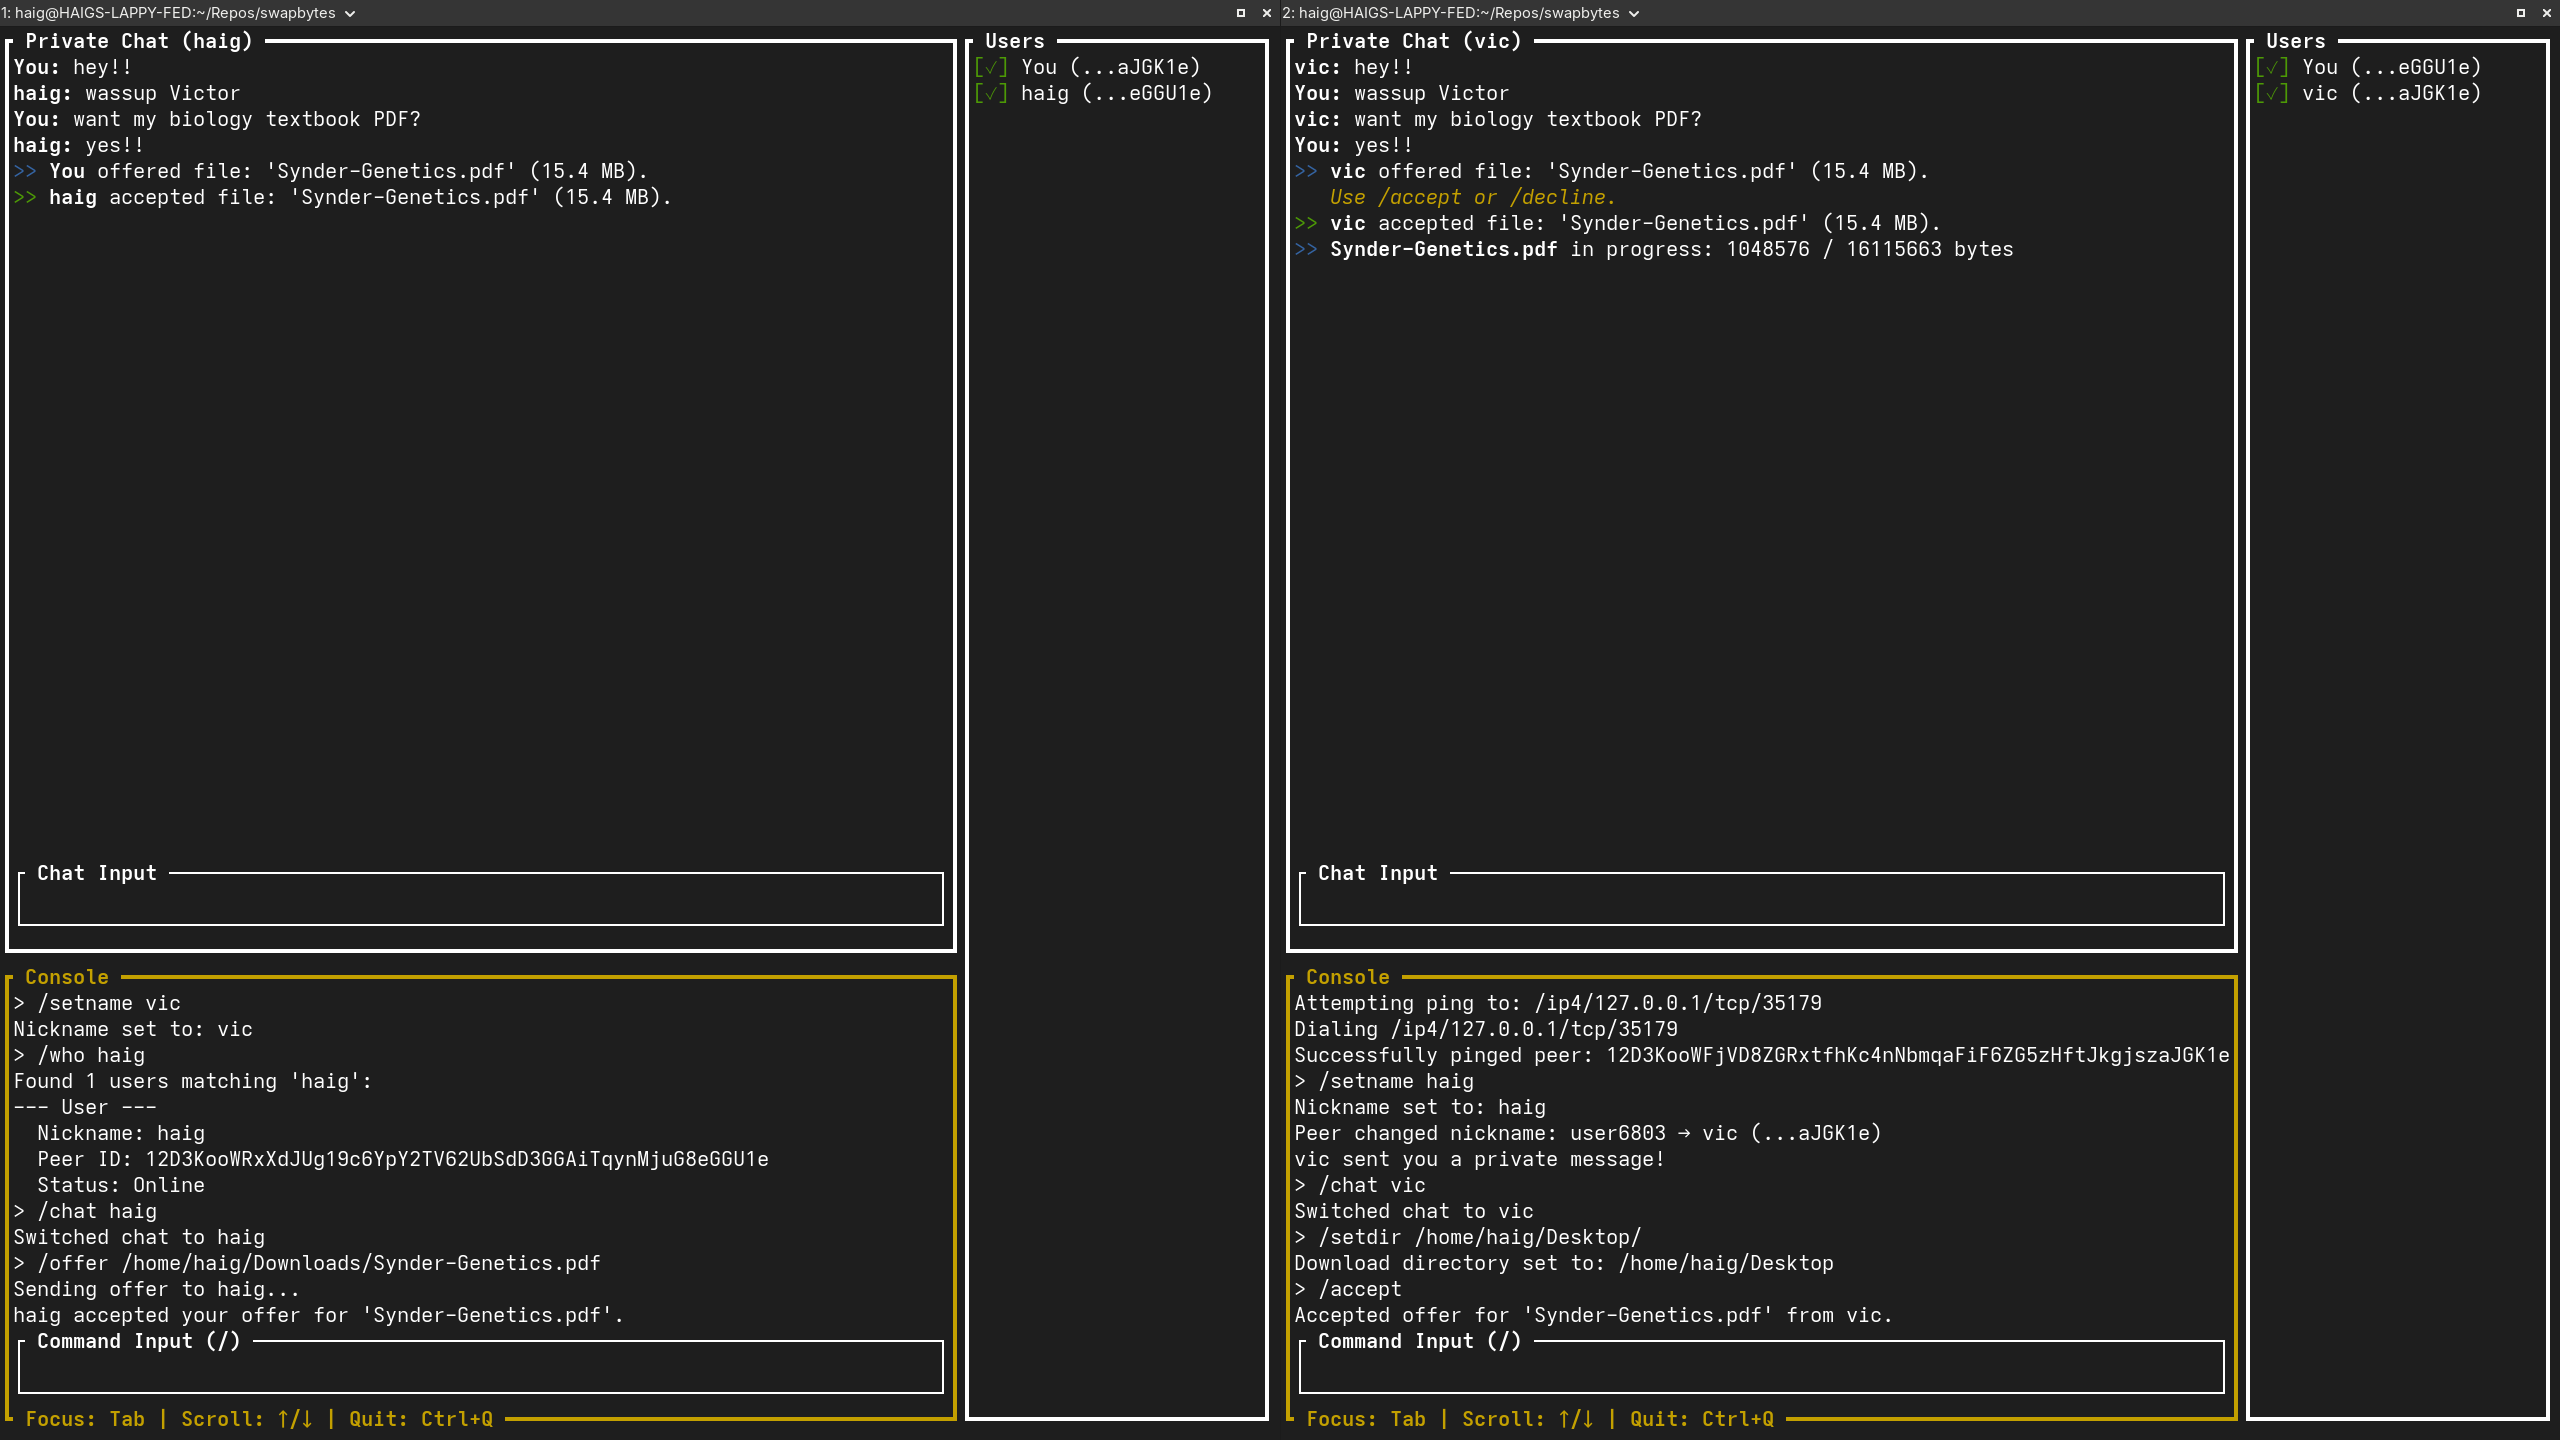 1: haig@HAIGS-LAPPY-FED:~/Repos/swapbytes
Private Chat (haig)
You: hey!!
haig: wassup Victor
You: want my biology textbook PDF?
haig: yes!!
>> You offered file: 'Synder-Genetics.pdf' (15.4 MB).
>> haig accepted file: 'Synder-Genetics.pdf' (15.4 MB).
Chat Input
Users
[✓] You (...aJGK1e)
[✓] haig (...eGGU1e)
Console
> /setname vic
Nickname set to: vic
> /who haig
Found 1 users matching 'haig':
--- User ---
Nickname: haig
Peer ID: 12D3KooWRxXdJUg19c6YpY2TV62UbSdD3GGAiTqynMjuG8eGGU1e
Status: Online
> /chat haig
Switched chat to haig
> /offer /home/haig/Downloads/Synder-Genetics.pdf
Sending offer to haig...
haig accepted your offer for 'Synder-Genetics.pdf'.
Command Input (/)
Focus: Tab | Scroll: ↑/↓ | Quit: Ctrl+Q
2: haig@HAIGS-LAPPY-FED:~/Repos/swapbytes
Private Chat (vic)
vic: hey!!
You: wassup Victor
vic: want my biology textbook PDF?
You: yes!!
>> vic offered file: 'Synder-Genetics.pdf' (15.4 MB).
Use /accept or /decline.
>> vic accepted file: 'Synder-Genetics.pdf' (15.4 MB).
>> Synder-Genetics.pdf in progress: 1048576 / 16115663 bytes
Chat Input
Users
[✓] You (...eGGU1e)
[✓] vic (...aJGK1e)
Console
Attempting ping to: /ip4/127.0.0.1/tcp/35179
Dialing /ip4/127.0.0.1/tcp/35179
Successfully pinged peer: 12D3KooWFjVD8ZGRxtfhKc4nNbmqaFiF6ZG5zHftJkgjszaJGK1e
> /setname haig
Nickname set to: haig
Peer changed nickname: user6803 → vic (...aJGK1e)
vic sent you a private message!
> /chat vic
Switched chat to vic
> /setdir /home/haig/Desktop/
Download directory set to: /home/haig/Desktop
> /accept
Accepted offer for 'Synder-Genetics.pdf' from vic.
Command Input (/)
Focus: Tab | Scroll: ↑/↓ | Quit: Ctrl+Q